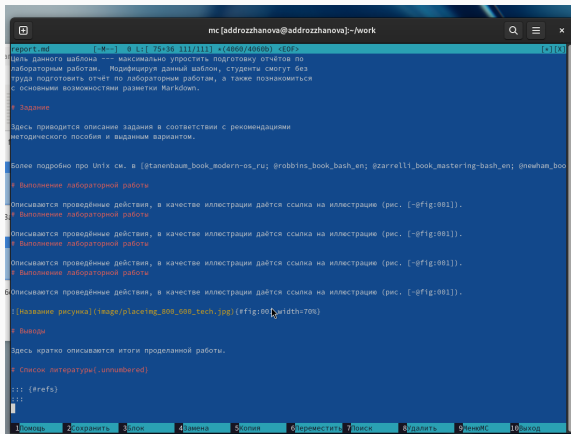 mc [addrozzhanova@addrozzhanova]:~/work
report.md [-M--] 0 L:[ 75+36 111/111] *(4060/4060b) <EOF> [*][X]
Цель данного шаблона --- максимально упростить подготовку отчётов по
лабораторным работам. Модифицируя данный шаблон, студенты смогут без
труда подготовить отчёт по лабораторным работам, а также познакомиться
с основными возможностями разметки Markdown.
# Задание
Здесь приводится описание задания в соответствии с рекомендациями
методического пособия и выданным вариантом.
Более подробно про Unix см. в [@tanenbaum_book_modern-os_ru; @robbins_book_bash_en; @zarrelli_book_mastering-bash_en; @newham_boo
# Выполнение лабораторной работы
Описываются проведённые действия, в качестве иллюстрации даётся ссылка на иллюстрацию (рис. [-@fig:001]).
# Выполнение лабораторной работы
Описываются проведённые действия, в качестве иллюстрации даётся ссылка на иллюстрацию (рис. [-@fig:001]).
# Выполнение лабораторной работы
Описываются проведённые действия, в качестве иллюстрации даётся ссылка на иллюстрацию (рис. [-@fig:001]).
# Выполнение лабораторной работы
Описываются проведённые действия, в качестве иллюстрации даётся ссылка на иллюстрацию (рис. [-@fig:001]).
![Название рисунка](image/placeimg_800_600_tech.jpg){#fig:001 width=70%}
# Выводы
Здесь кратко описываются итоги проделанной работы.
# Список литературы{.unnumbered}
::: {#refs}
:::
1Помощь 2Сохранить 3Блок 4Замена 5Копия 6Переместить 7Поиск 8Удалить 9МенюMC 10Выход